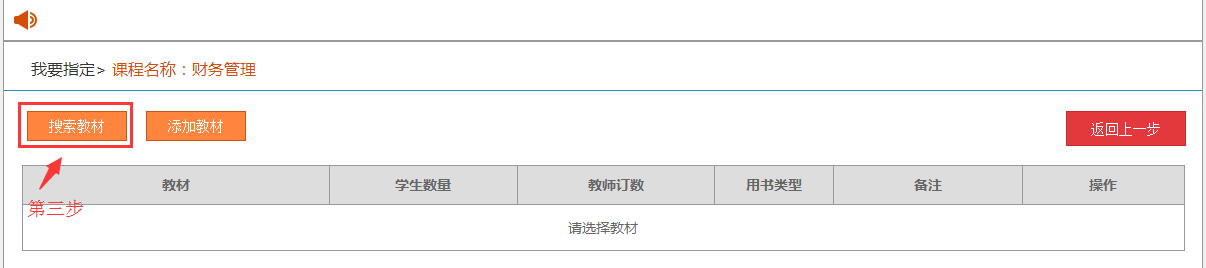 我要指定> 课程名称：财务管理
搜索教材 添加教材 返回上一步
教材 学生数量 教师订数 用书类型 备注 操作
第三步
请选择教材